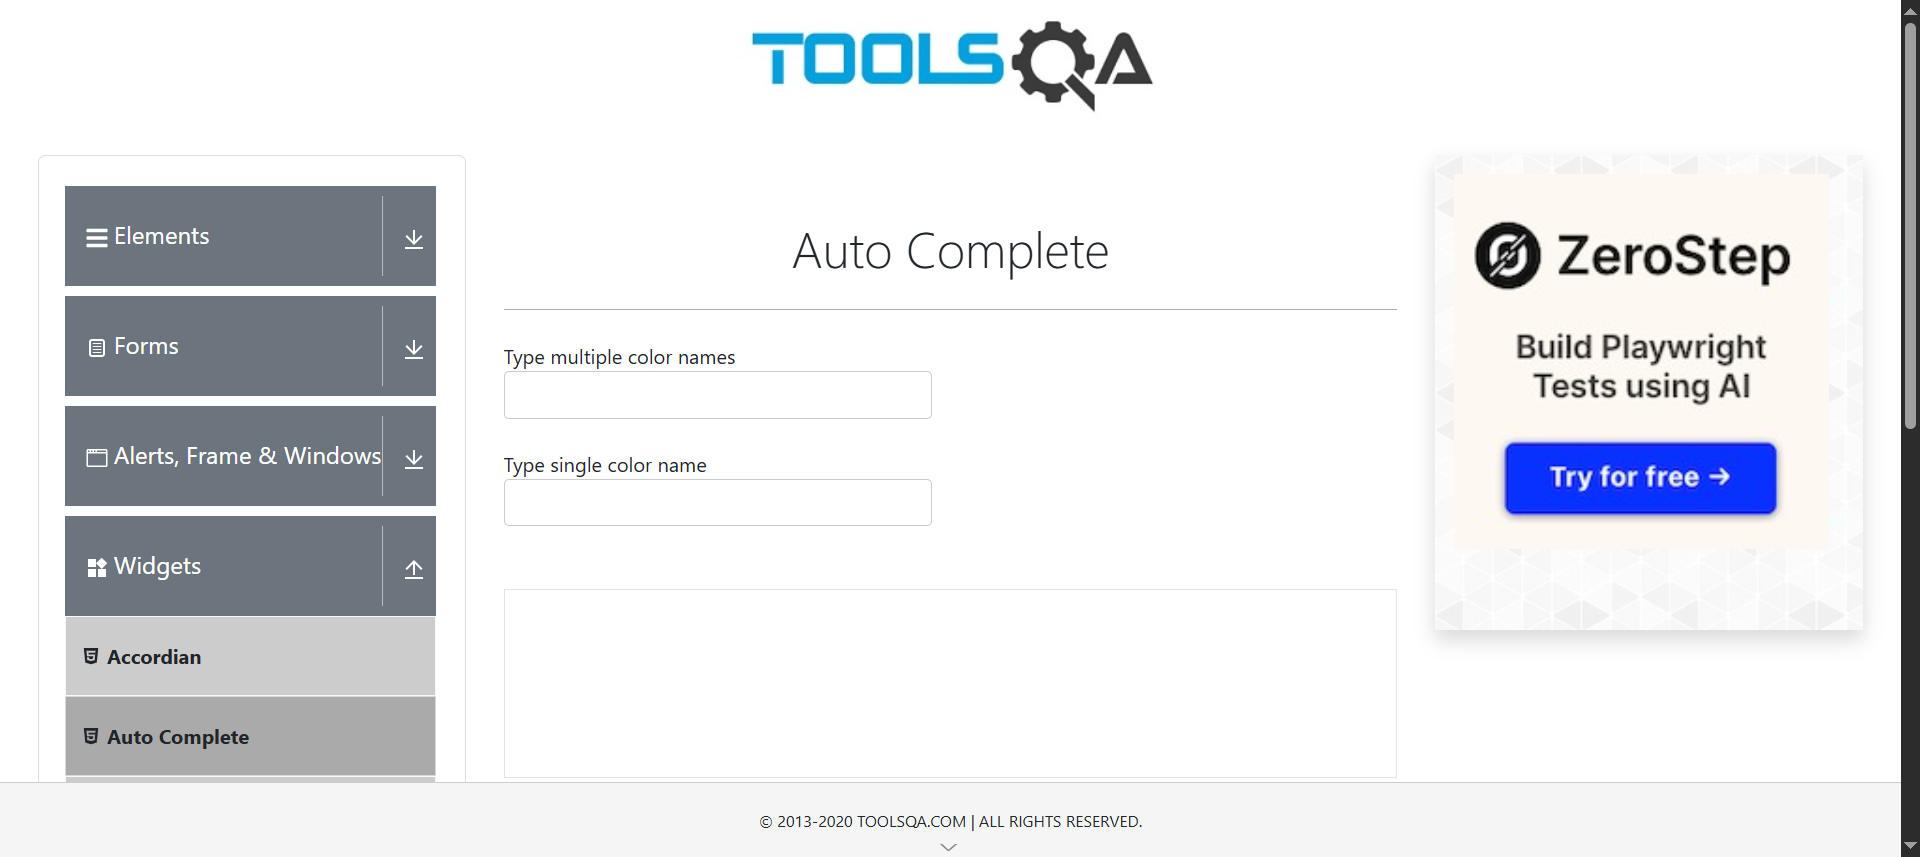 TOOLSQA
Elements
Forms
Alerts, Frame & Windows
Widgets
Accordian
Auto Complete
Auto Complete
Type multiple color names
Type single color name
ZeroStep
Build Playwright
Tests using AI
Try for free →
© 2013-2020 TOOLSQA.COM | ALL RIGHTS RESERVED.